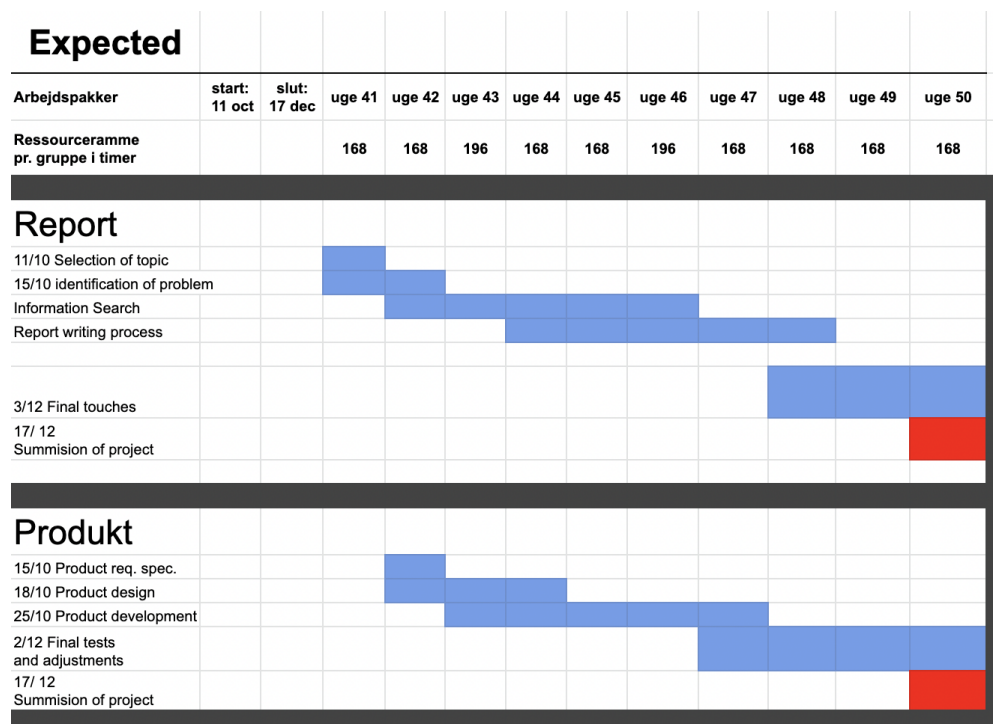 Expected
Arbejdspakker start: 11 oct slut: 17 dec uge 41 uge 42 uge 43 uge 44 uge 45 uge 46 uge 47 uge 48 uge 49 uge 50
Ressourceramme
pr. gruppe i timer 168 168 196 168 168 196 168 168 168 168
Report
11/10 Selection of topic
15/10 identification of problem
Information Search
Report writing process
3/12 Final touches
17/ 12
Summision of project
Produkt
15/10 Product req. spec.
18/10 Product design
25/10 Product development
2/12 Final tests
and adjustments
17/ 12
Summision of project